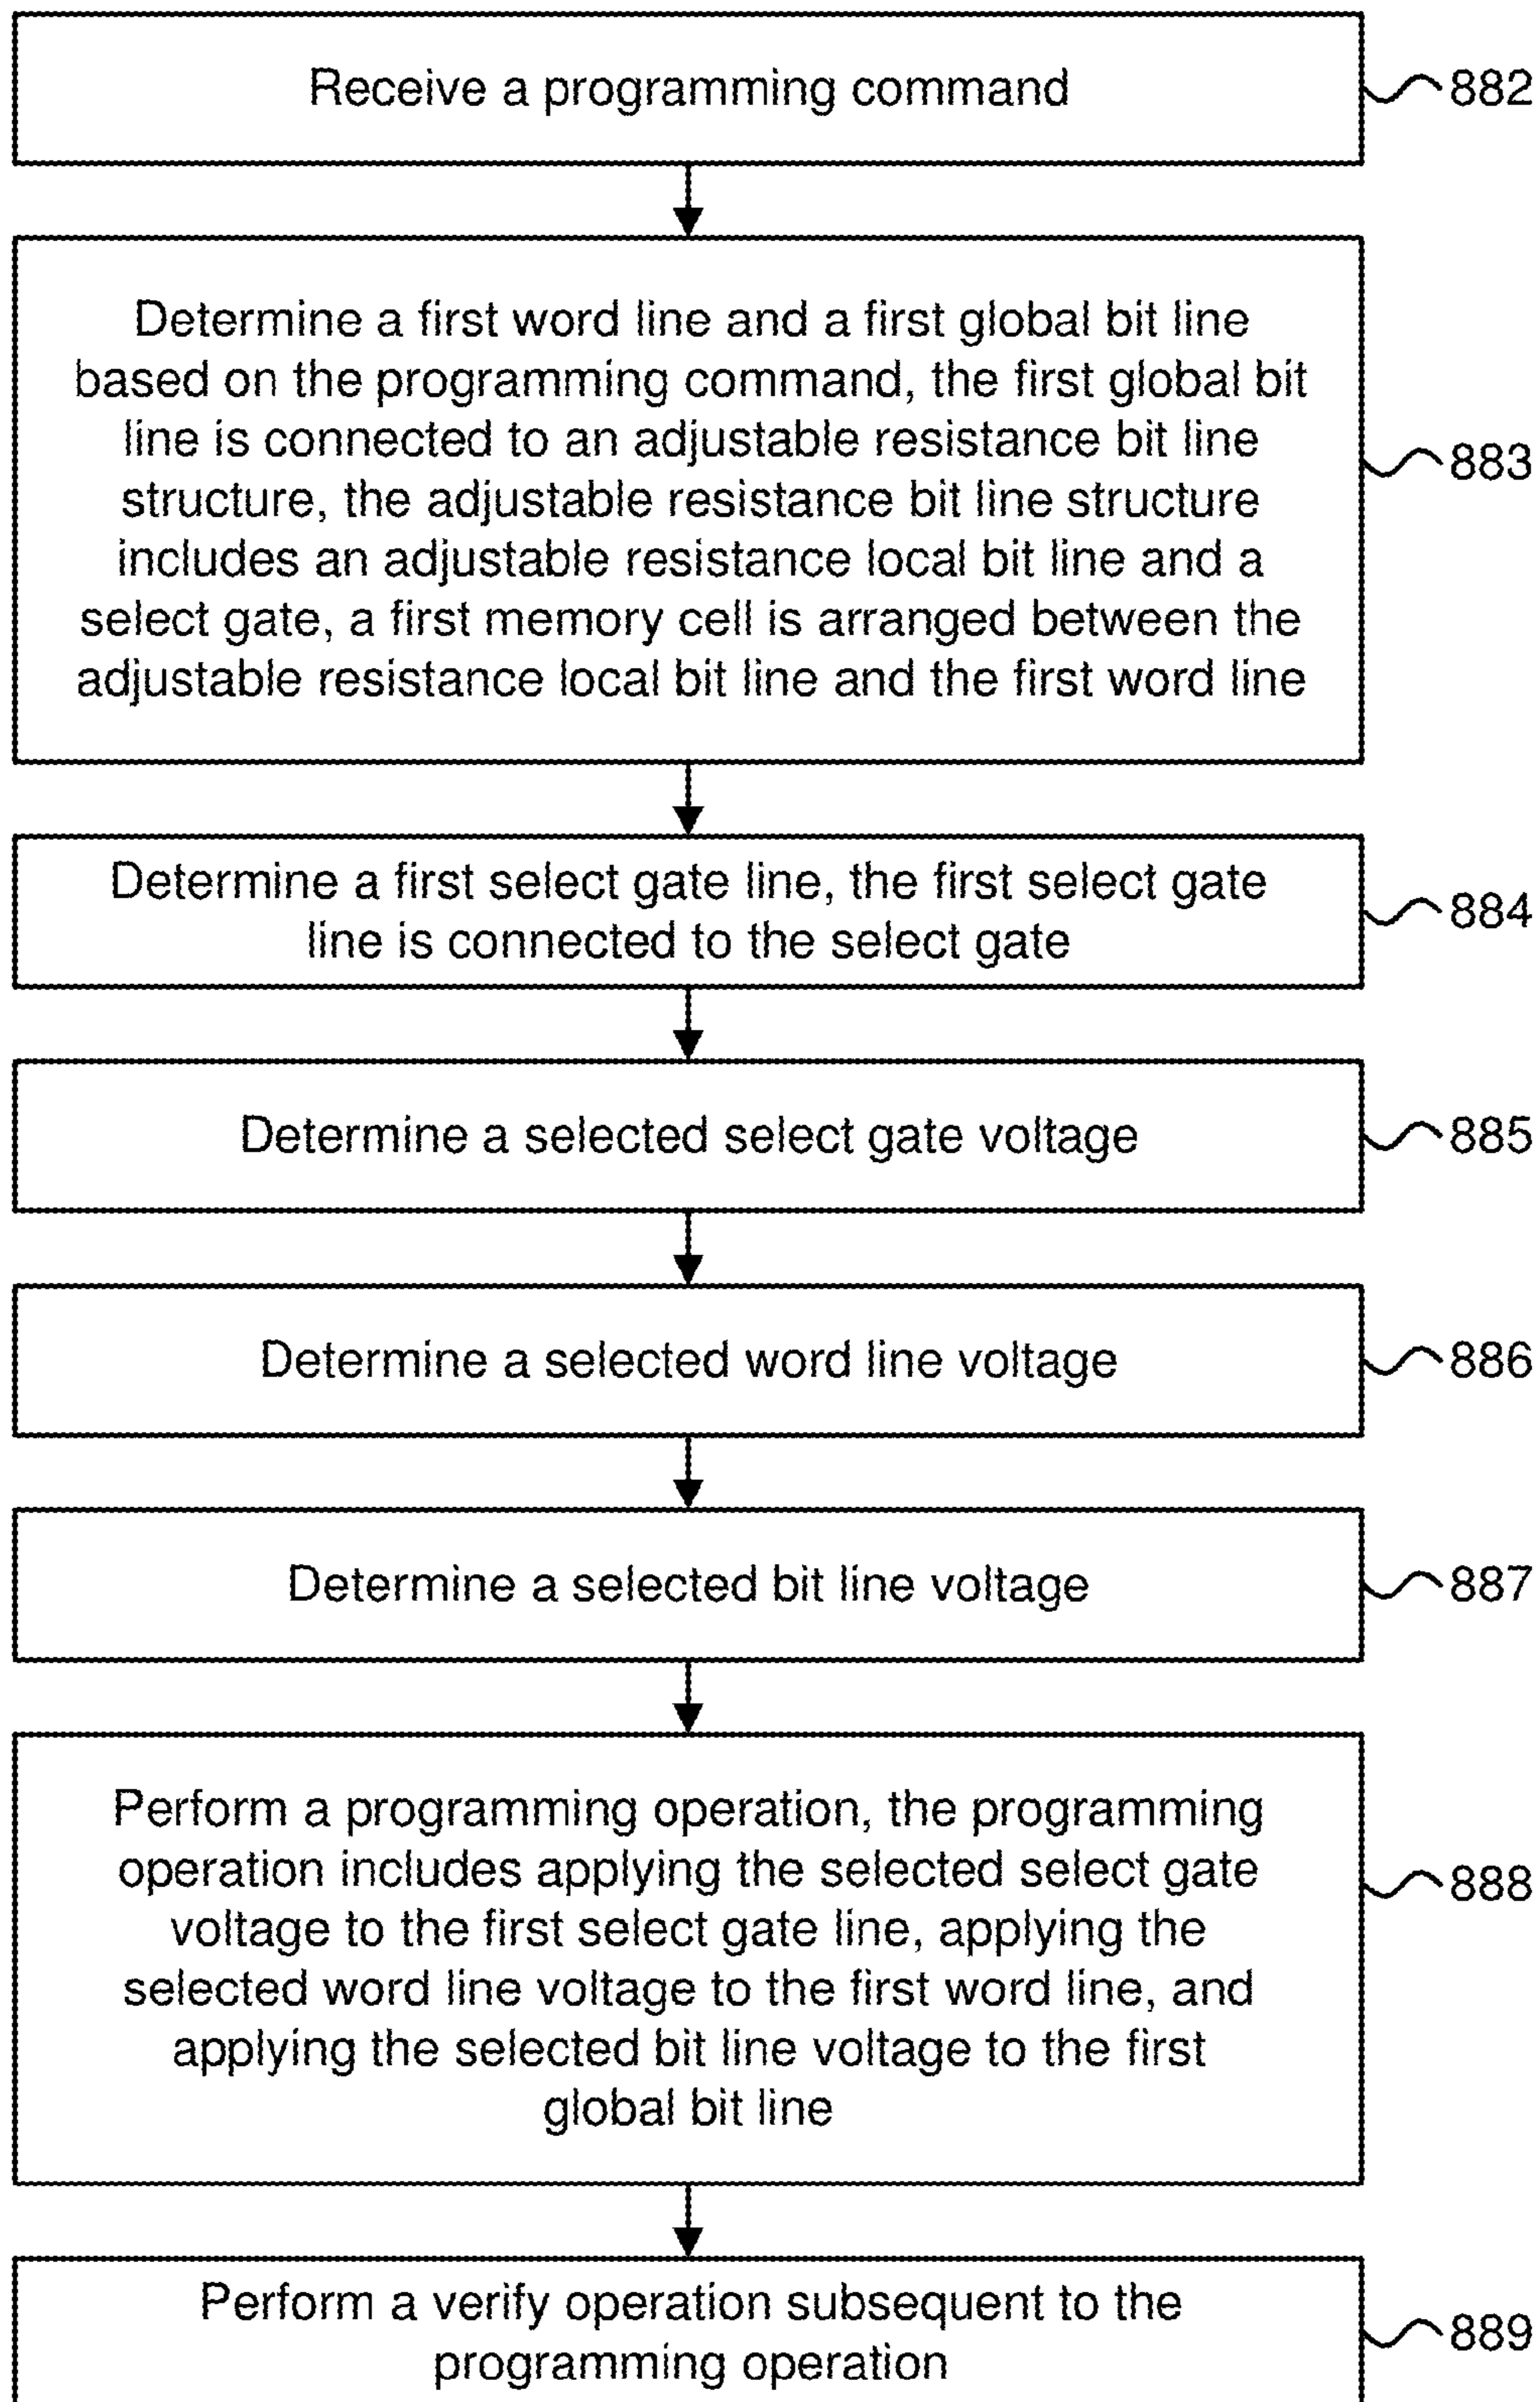 Receive a programming command
882
Determine a first word line and a first global bit line
based on the programming command, the first global bit
line is connected to an adjustable resistance bit line
structure, the adjustable resistance bit line structure
includes an adjustable resistance local bit line and a
select gate, a first memory cell is arranged between the
adjustable resistance local bit line and the first word line
883
Determine a first select gate line, the first select gate
line is connected to the select gate
884
Determine a selected select gate voltage
885
Determine a selected word line voltage
886
Determine a selected bit line voltage
887
Perform a programming operation, the programming
operation includes applying the selected select gate
voltage to the first select gate line, applying the
selected word line voltage to the first word line, and
applying the selected bit line voltage to the first
global bit line
888
Perform a verify operation subsequent to the
programming operation
889